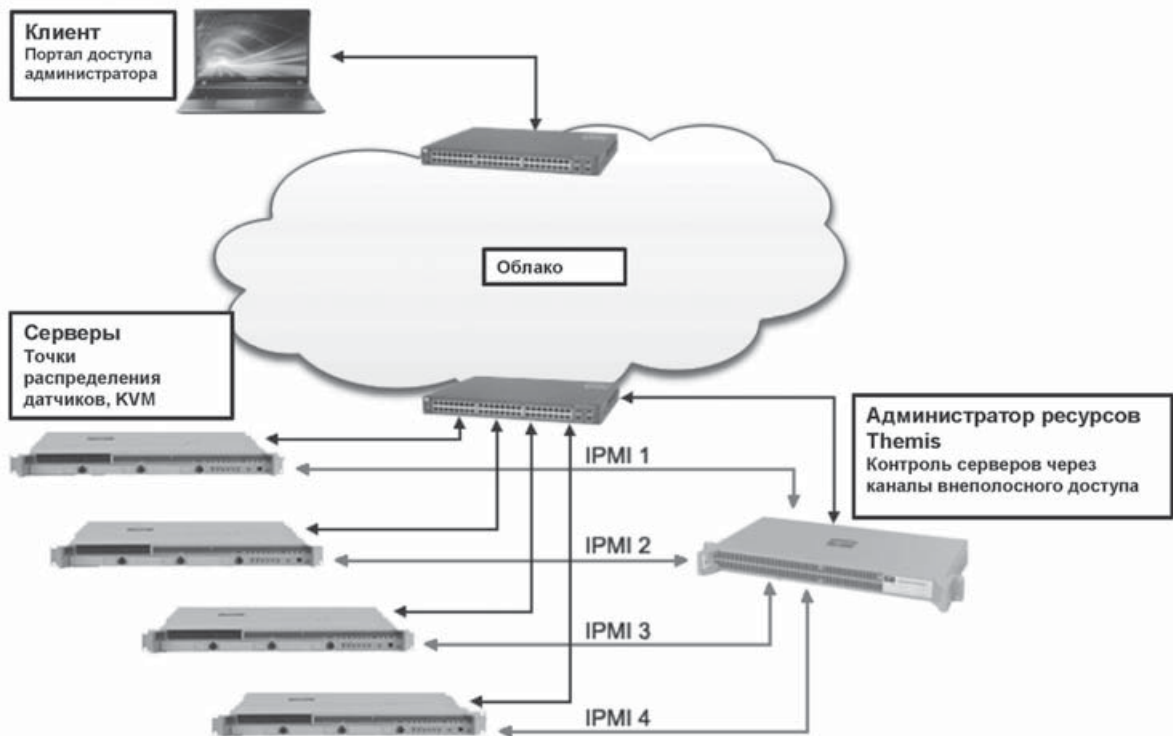 Клиент
Портал доступа
администратора
Облако
Серверы
Точки
распределения
датчиков, KVM
Администратор ресурсов
Themis
Контроль серверов через
каналы внеполосного доступа
IPMI 1
IPMI 2
IPMI 3
IPMI 4